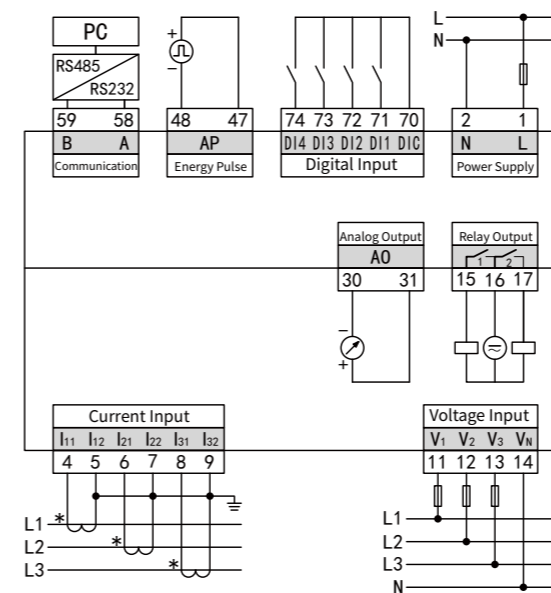 PC
RS485
RS232
59 58
B A
Communication
+
−
48 47
AP
Energy Pulse
74 73 72 71 70
DI4 DI3 DI2 DI1 DIC
Digital Input
L
N
2 1
N L
Power Supply
Analog Output
AO
30 31
−
+
Relay Output
1 2
15 16 17
Current Input
I11 I12 I21 I22 I31 I32
4 5 6 7 8 9
L1 *
L2 *
L3 *
Voltage Input
V1 V2 V3 VN
11 12 13 14
L1
L2
L3
N